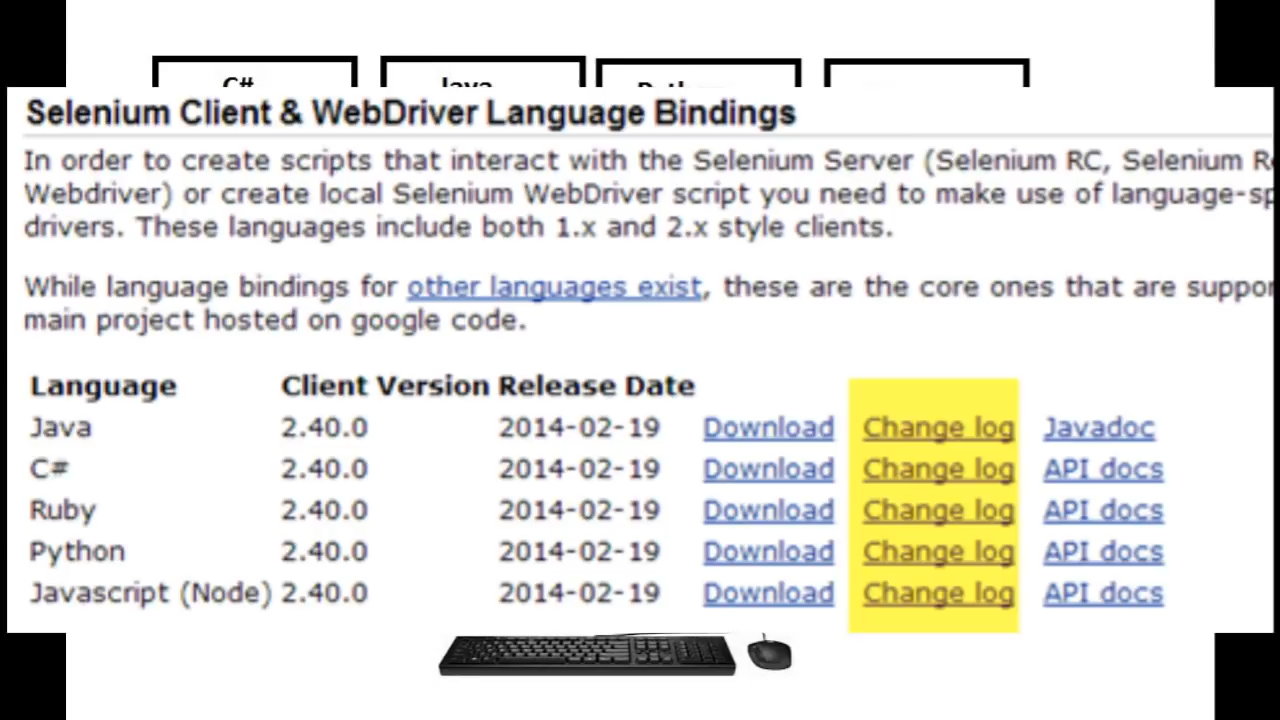 C# Java Python
Selenium Client & WebDriver Language Bindings
In order to create scripts that interact with the Selenium Server (Selenium RC, Selenium
Webdriver) or create local Selenium WebDriver script you need to make use of
drivers. These languages include both 1.x and 2.x style clients.
While language bindings for other languages exist, these are the core ones that are
main project hosted on google code.
Language Client Version Release Date
Java 2.40.0 2014-02-19 Download Change log Javadoc
C# 2.40.0 2014-02-19 Download Change log API docs
Ruby 2.40.0 2014-02-19 Download Change log API docs
Python 2.40.0 2014-02-19 Download Change log API docs
Javascript (Node) 2.40.0 2014-02-19 Download Change log API docs